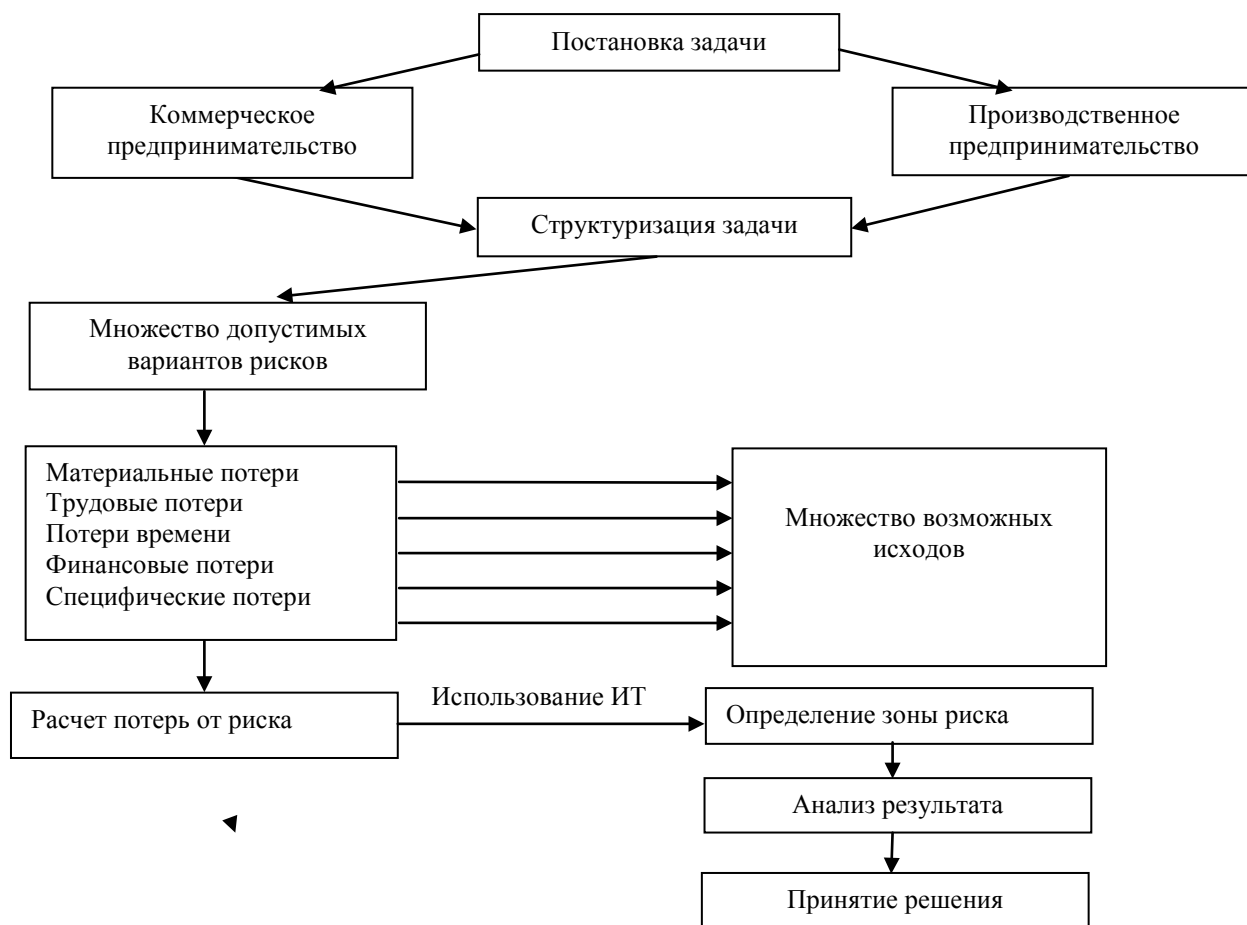 Постановка задачи
Коммерческое
предпринимательство
Производственное
предпринимательство
Структуризация задачи
Множество допустимых
вариантов рисков
Материальные потери
Трудовые потери
Потери времени
Финансовые потери
Специфические потери
Множество возможных
исходов
Расчет потерь от риска
Использование ИТ
Определение зоны риска
Анализ результата
Принятие решения